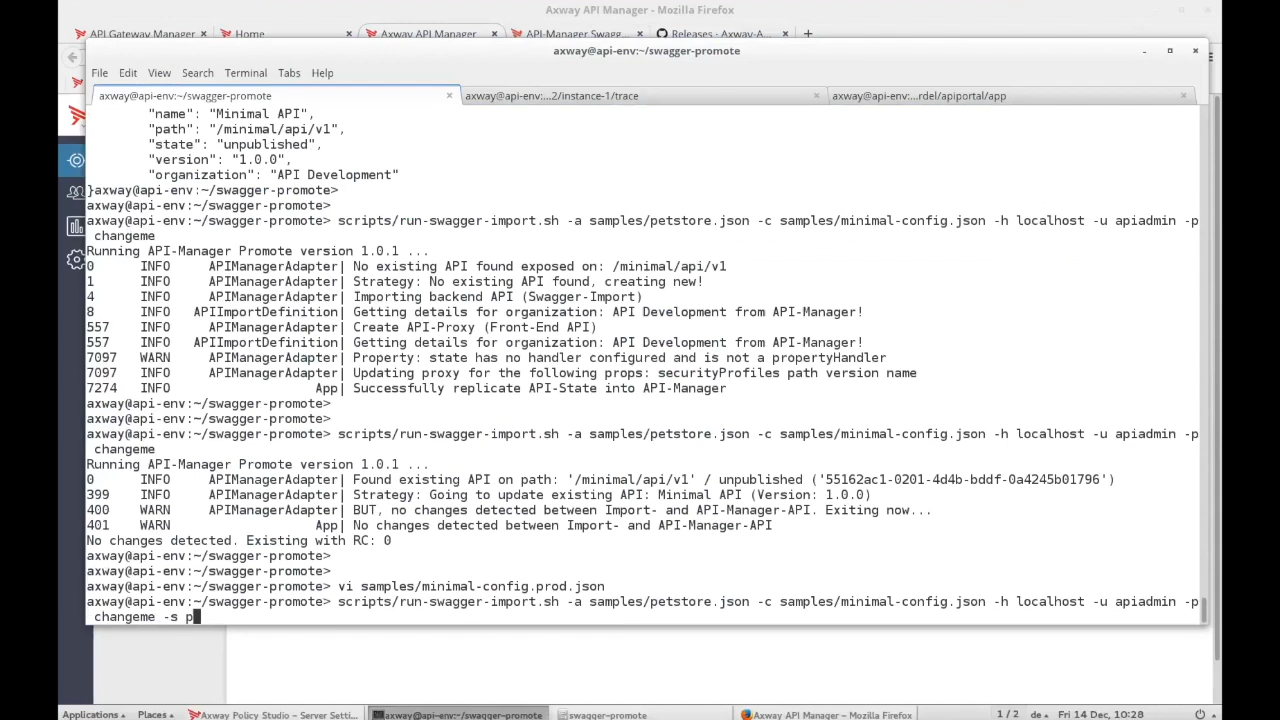 Axway API Manager - Mozilla Firefox
API Gateway Manager
Home
Axway API Manager
API-Manager Swagg...
Releases · Axway-A...
axway@api-env:~/swagger-promote
File Edit View Search Terminal Tabs Help
axway@api-env:~/swagger-promote
axway@api-env:...2/instance-1/trace
axway@api-env:...rdel/apiportal/app
"name": "Minimal API",
"path": "/minimal/api/v1",
"state": "unpublished",
"version": "1.0.0",
"organization": "API Development"
}axway@api-env:~/swagger-promote>
axway@api-env:~/swagger-promote>
axway@api-env:~/swagger-promote> scripts/run-swagger-import.sh -a samples/petstore.json -c samples/minimal-config.json -h localhost -u apiadmin -p
changeme
Running API-Manager Promote version 1.0.1 ...
0 INFO APIManagerAdapter| No existing API found exposed on: /minimal/api/v1
1 INFO APIManagerAdapter| Strategy: No existing API found, creating new!
4 INFO APIManagerAdapter| Importing backend API (Swagger-Import)
8 INFO APIImportDefinition| Getting details for organization: API Development from API-Manager!
557 INFO APIManagerAdapter| Create API-Proxy (Front-End API)
557 INFO APIImportDefinition| Getting details for organization: API Development from API-Manager!
7097 WARN APIManagerAdapter| Property: state has no handler configured and is not a propertyHandler
7097 WARN APIManagerAdapter| Updating proxy for the following props: securityProfiles path version name
7274 INFO App| Successfully replicate API-State into API-Manager
axway@api-env:~/swagger-promote>
axway@api-env:~/swagger-promote>
axway@api-env:~/swagger-promote> scripts/run-swagger-import.sh -a samples/petstore.json -c samples/minimal-config.json -h localhost -u apiadmin -p
changeme
Running API-Manager Promote version 1.0.1 ...
0 INFO APIManagerAdapter| Found existing API on path: '/minimal/api/v1' / unpublished ('55162ac1-0201-4d4b-bddf-0a4245b01796')
399 INFO APIManagerAdapter| Strategy: Going to update existing API: Minimal API (Version: 1.0.0)
400 WARN APIManagerAdapter| BUT, no changes detected between Import- and API-Manager-API. Exiting now...
401 WARN App| No changes detected between Import- and API-Manager-API
No changes detected. Existing with RC: 0
axway@api-env:~/swagger-promote>
axway@api-env:~/swagger-promote>
axway@api-env:~/swagger-promote> vi samples/minimal-config.prod.json
axway@api-env:~/swagger-promote> scripts/run-swagger-import.sh -a samples/petstore.json -c samples/minimal-config.json -h localhost -u apiadmin -p
changeme -s p
Applications Places Axway Policy Studio – Server Setti... axway@api-env:~/swagger-promote swagger-promote Axway API Manager - Mozilla Firefox 1 / 2 de Fri 14 Dec, 10:28